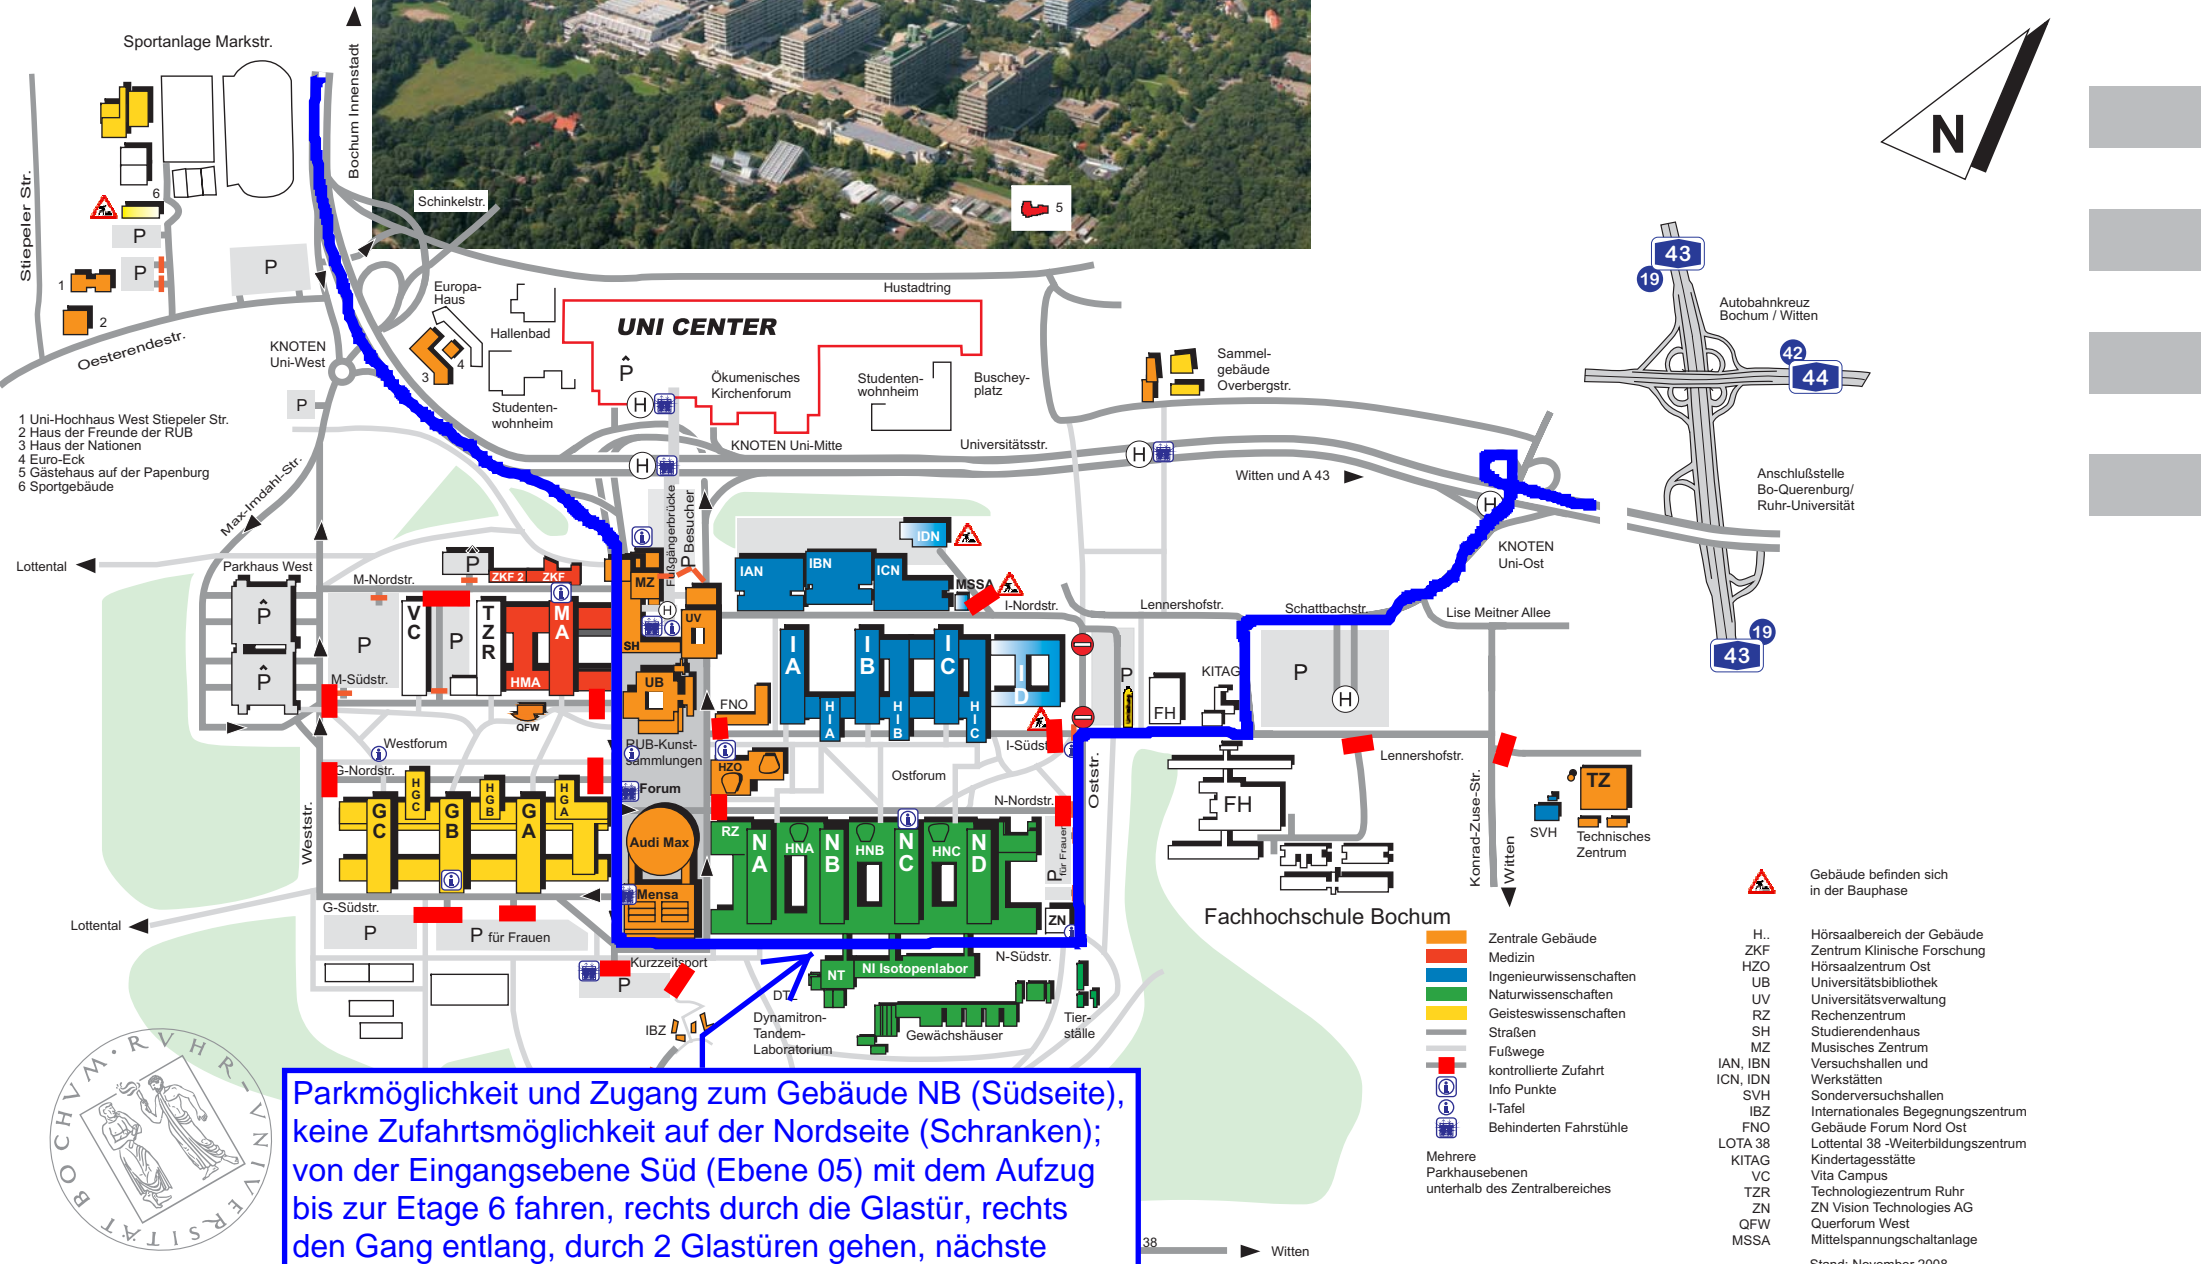 Sportanlage Markstr.
Bochum Innenstadt
Stiepeler Str.
Schinkelstr.
5
N
6
P
P
P
1
2
Oesterendestr.
KNOTEN
Uni-West
Europa-
Haus
4
3
Hallenbad
Studenten-
wohnheim
Hustadtring
UNI CENTER
P
H
Ökumenisches
Kirchenforum
Studenten-
wohnheim
Buschey-
platz
Sammel-
gebäude
Overbergstr.
43
19
Autobahnkreuz
Bochum / Witten
42
44
Anschlußstelle
Bo-Querenburg/
Ruhr-Universität
19
43
1 Uni-Hochhaus West Stiepeler Str.
2 Haus der Freunde der RUB
3 Haus der Nationen
4 Euro-Eck
5 Gästehaus auf der Papenburg
6 Sportgebäude
P
Max-Imdahl-Str.
KNOTEN Uni-Mitte
Universitätsstr.
H
H
Witten und A 43
H
KNOTEN
Uni-Ost
Fußgängerbrücke
P Besucher
Lottental
Parkhaus West
P
P
M-Nordstr.
P
ZKF 2
ZKF
MZ
UV
H
SH
IAN
IBN
ICN
IDN
MSSA
I-Nordstr.
Lennershofstr.
Schattbachstr.
Lise Meitner Allee
P
VC
P
TZR
MA
HMA
M-Südstr.
QFW
UB
FNO
IA
IB
IC
ID
HIA
HIB
HIC
P
FH
KITAG
P
H
Westforum
RUB-Kunst-
sammlungen
HZO
I-Südst
Ostforum
Oststr.
Lennershofstr.
Weststr.
G-Nordstr.
Forum
N-Nordstr.
GC
HGC
GB
HGB
GA
HGA
Audi Max
RZ
NA
HNA
NB
HNB
NC
HNC
ND
P für Frauen
FH
Konrad-Zuse-Str.
Witten
TZ
SVH
Technisches
Zentrum
Mensa
G-Südstr.
Lottental
P
P für Frauen
ZN
Fachhochschule Bochum
N-Südstr.
Kurzzeitsport
P
NT
NI Isotopenlabor
DTL
Dynamitron-
Tandem-
Laboratorium
IBZ
Gewächshäuser
Tier-
ställe
Gebäude befinden sich
in der Bauphase
Zentrale Gebäude
Medizin
Ingenieurwissenschaften
Naturwissenschaften
Geisteswissenschaften
Straßen
Fußwege
kontrollierte Zufahrt
Info Punkte
I-Tafel
Behinderten Fahrstühle
Mehrere
Parkhausebenen
unterhalb des Zentralbereiches
H.. Hörsaalbereich der Gebäude
ZKF Zentrum Klinische Forschung
HZO Hörsaalzentrum Ost
UB Universitätsbibliothek
UV Universitätsverwaltung
RZ Rechenzentrum
SH Studierendenhaus
MZ Musisches Zentrum
IAN, IBN Versuchshallen und
ICN, IDN Werkstätten
SVH Sonderversuchshallen
IBZ Internationales Begegnungszentrum
FNO Gebäude Forum Nord Ost
LOTA 38 Lottental 38 -Weiterbildungszentrum
KITAG Kindertagesstätte
VC Vita Campus
TZR Technologiezentrum Ruhr
ZN ZN Vision Technologies AG
QFW Querforum West
MSSA Mittelspannungschaltanlage
Stand: November 2008
RUHR-UNIVERSITÄT BOCHUM
Parkmöglichkeit und Zugang zum Gebäude NB (Südseite),
keine Zufahrtsmöglichkeit auf der Nordseite (Schranken);
von der Eingangsebene Süd (Ebene 05) mit dem Aufzug
bis zur Etage 6 fahren, rechts durch die Glastür, rechts
den Gang entlang, durch 2 Glastüren gehen, nächste
38
Witten